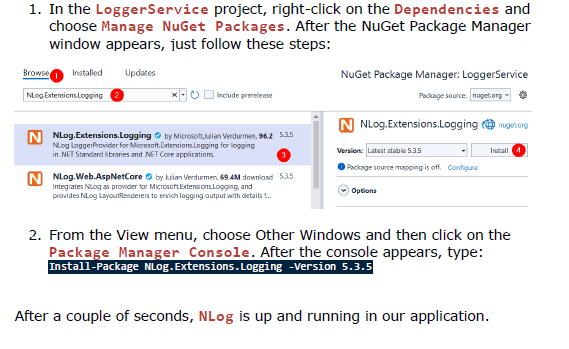 1. In the LoggerService project, right-click on the Dependencies and
choose Manage NuGet Packages. After the NuGet Package Manager
window appears, just follow these steps:
Browse 1 Installed Updates
NuGet Package Manager: LoggerService
NLog.Extensions.Logging 2 Include prerelease
Package source: nuget.org
NLog.Extensions.Logging by Microsoft,Julian Verdurmen, 96.2 5.3.5
NLog LoggerProvider for Microsoft.Extensions.Logging for logging
in .NET Standard libraries and .NET Core applications.
3
NLog.Web.AspNetCore by Julian Verdurmen, 69.4M download 5.3.5
Integrates NLog as provider for Microsoft.Extensions.Logging, and
provides NLog LayoutRenderers to enrich logging output with details f...
NLog.Extensions.Logging nuget.org
Version: Latest stable 5.3.5 Install 4
Package source mapping is off. Configure
Options
2. From the View menu, choose Other Windows and then click on the
Package Manager Console. After the console appears, type:
Install-Package NLog.Extensions.Logging -Version 5.3.5
After a couple of seconds, NLog is up and running in our application.